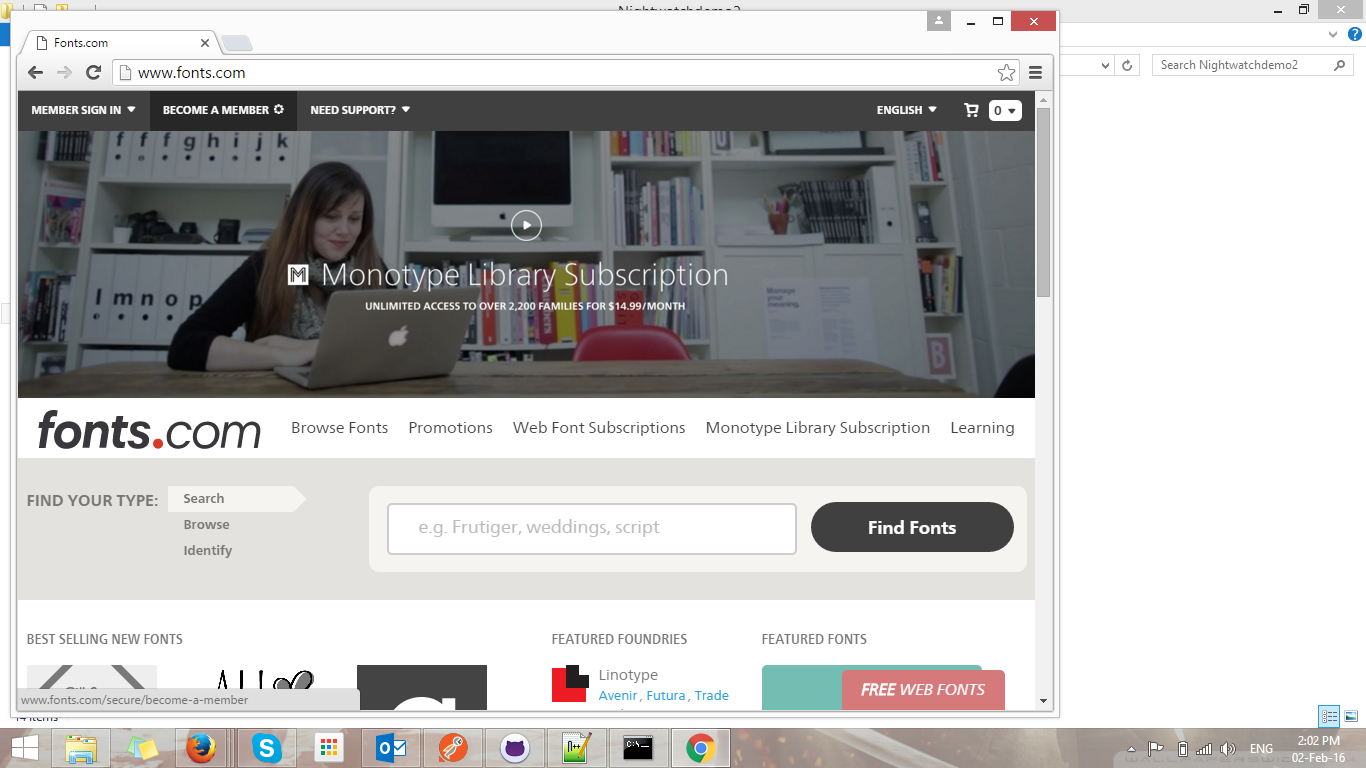 Nightwatchdemo2
Fonts.com
www.fonts.com
Search Nightwatchdemo2
MEMBER SIGN IN
BECOME A MEMBER
NEED SUPPORT?
ENGLISH
0
f f f g h i j k
l m n o p
M Monotype Library Subscription
UNLIMITED ACCESS TO OVER 2,200 FAMILIES FOR $14.99/MONTH
Manage your meaning.
B
fonts.com
Browse Fonts
Promotions
Web Font Subscriptions
Monotype Library Subscription
Learning
FIND YOUR TYPE:
Search
Browse
Identify
e.g. Frutiger, weddings, script
Find Fonts
BEST SELLING NEW FONTS
FEATURED FOUNDRIES
FEATURED FONTS
Linotype
Avenir, Futura, Trade
FREE WEB FONTS
www.fonts.com/secure/become-a-member
14 items
C:\_
ENG
2:02 PM
02-Feb-16